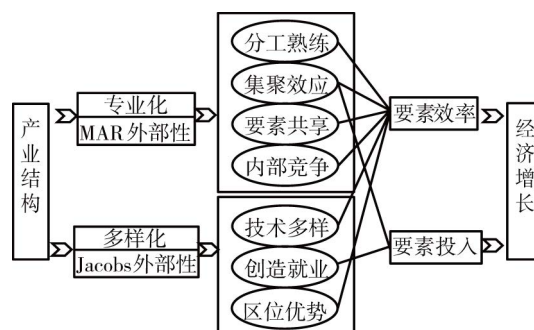 产业结构
专业化
MAR外部性
多样化
Jacobs外部性
分工熟练
集聚效应
要素共享
内部竞争
技术多样
创造就业
区位优势
要素效率
要素投入
经济增长